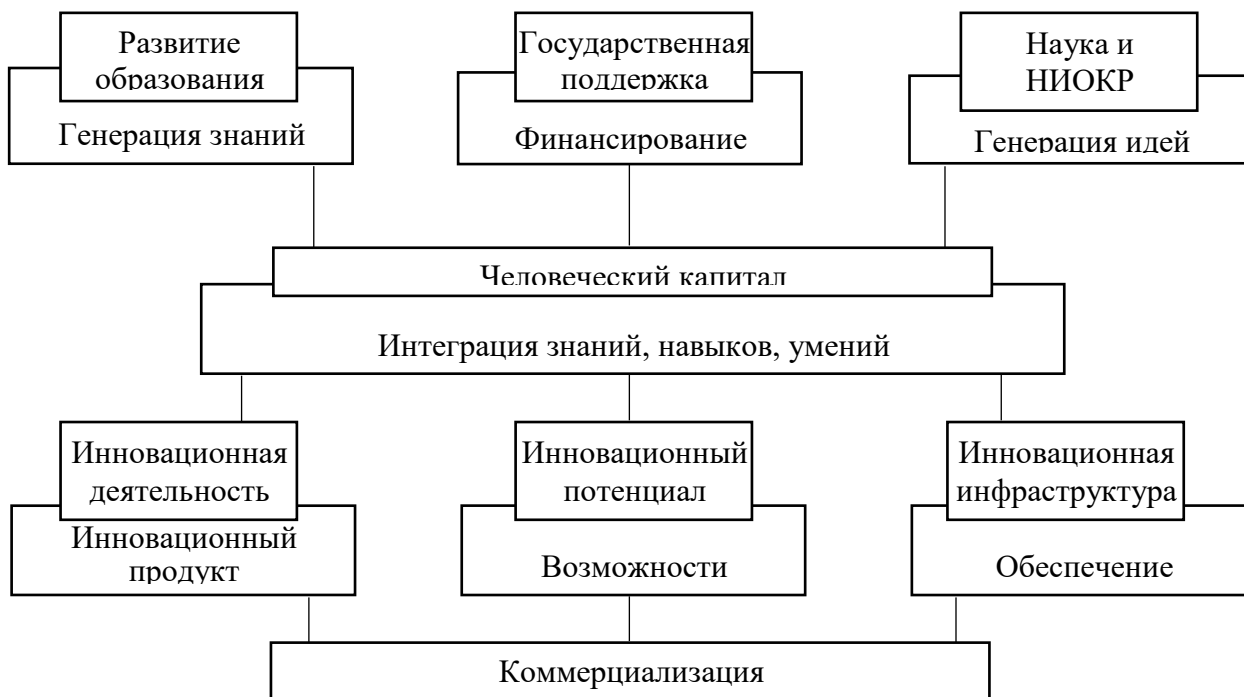 Развитие
образования
Генерация знаний
Государственная
поддержка
Финансирование
Наука и
НИОКР
Генерация идей
Человеческий капитал
Интеграция знаний, навыков, умений
Инновационная
деятельность
Инновационный
продукт
Инновационный
потенциал
Возможности
Инновационная
инфраструктура
Обеспечение
Коммерциализация